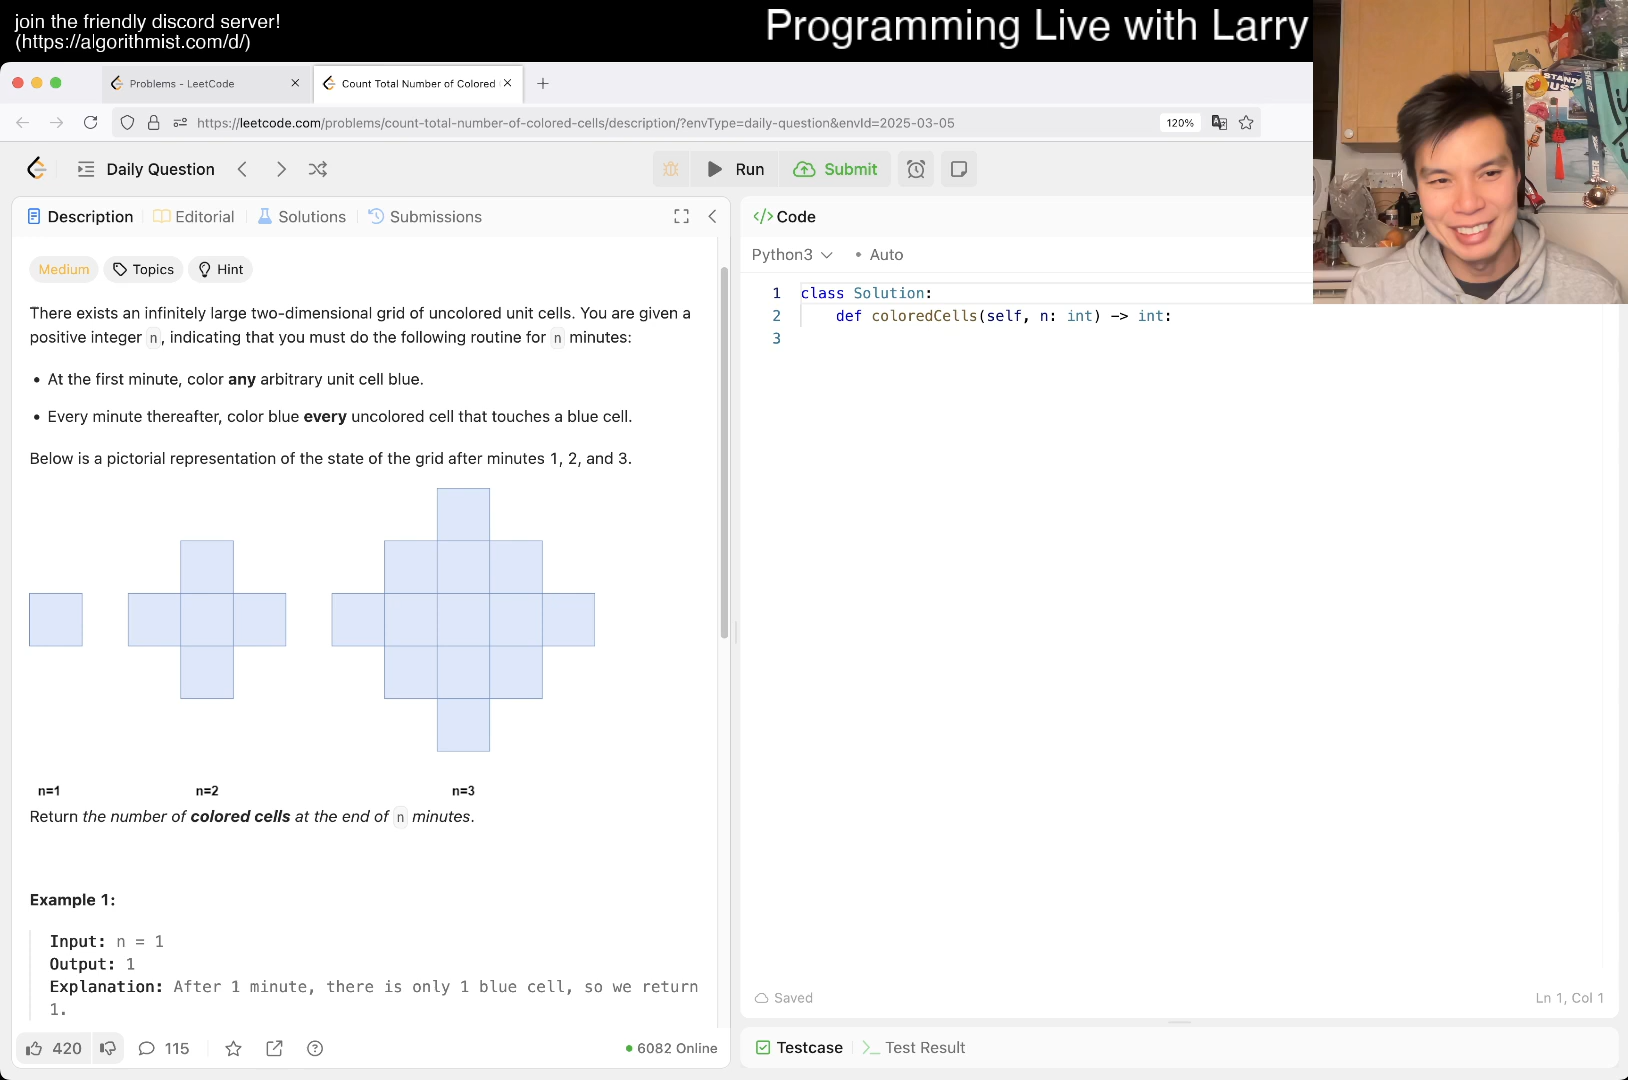 join the friendly discord server!
(https://algorithmist.com/d/)
Programming Live with Larry
Problems - LeetCode
Count Total Number of Colored
https://leetcode.com/problems/count-total-number-of-colored-cells/description/?envType=daily-question&envId=2025-03-05
120%
Daily Question
Run
Submit
Description
Editorial
Solutions
Submissions
</> Code
Python3
Auto
Medium
Topics
Hint
There exists an infinitely large two-dimensional grid of uncolored unit cells. You are given a
positive integer n, indicating that you must do the following routine for n minutes:
• At the first minute, color any arbitrary unit cell blue.
• Every minute thereafter, color blue every uncolored cell that touches a blue cell.
Below is a pictorial representation of the state of the grid after minutes 1, 2, and 3.
n=1
n=2
n=3
Return the number of colored cells at the end of n minutes.
Example 1:
Input: n = 1
Output: 1
Explanation: After 1 minute, there is only 1 blue cell, so we return
1.
420
115
6082 Online
1 class Solution:
2 def coloredCells(self, n: int) -> int:
3
Saved
Ln 1, Col 1
Testcase
Test Result
STAND